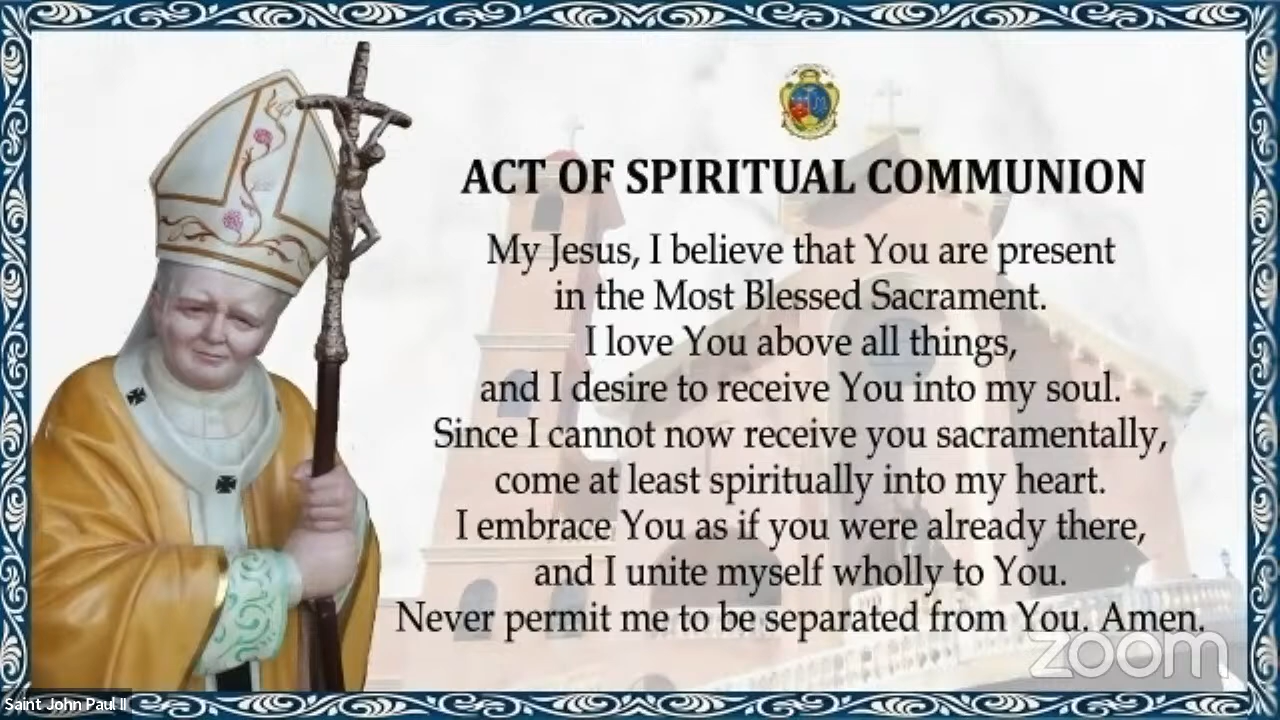 ACT OF SPIRITUAL COMMUNION
My Jesus, I believe that You are present
in the Most Blessed Sacrament.
I love You above all things,
and I desire to receive You into my soul.
Since I cannot now receive you sacramentally,
come at least spiritually into my heart.
I embrace You as if you were already there,
and I unite myself wholly to You.
Never permit me to be separated from You. Amen.
zoom
Saint John Paul II